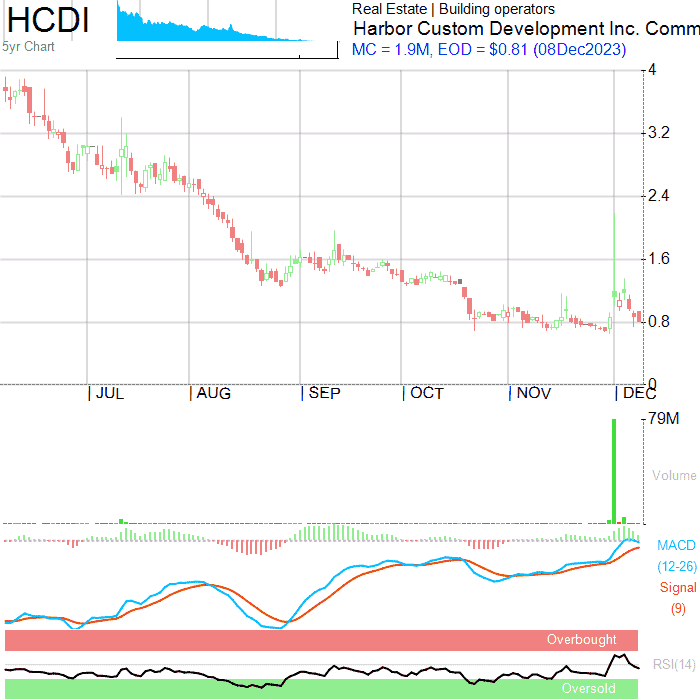 HCDI
5yr Chart
Real Estate | Building operators
Harbor Custom Development Inc. Comm
MC = 1.9M, EOD = $0.81 (08Dec2023)
4
3.2
2.4
1.6
0.8
0
JUL AUG SEP OCT NOV DEC
79M
Volume
MACD
(12-26)
Signal
(9)
Overbought
RSI(14)
Oversold